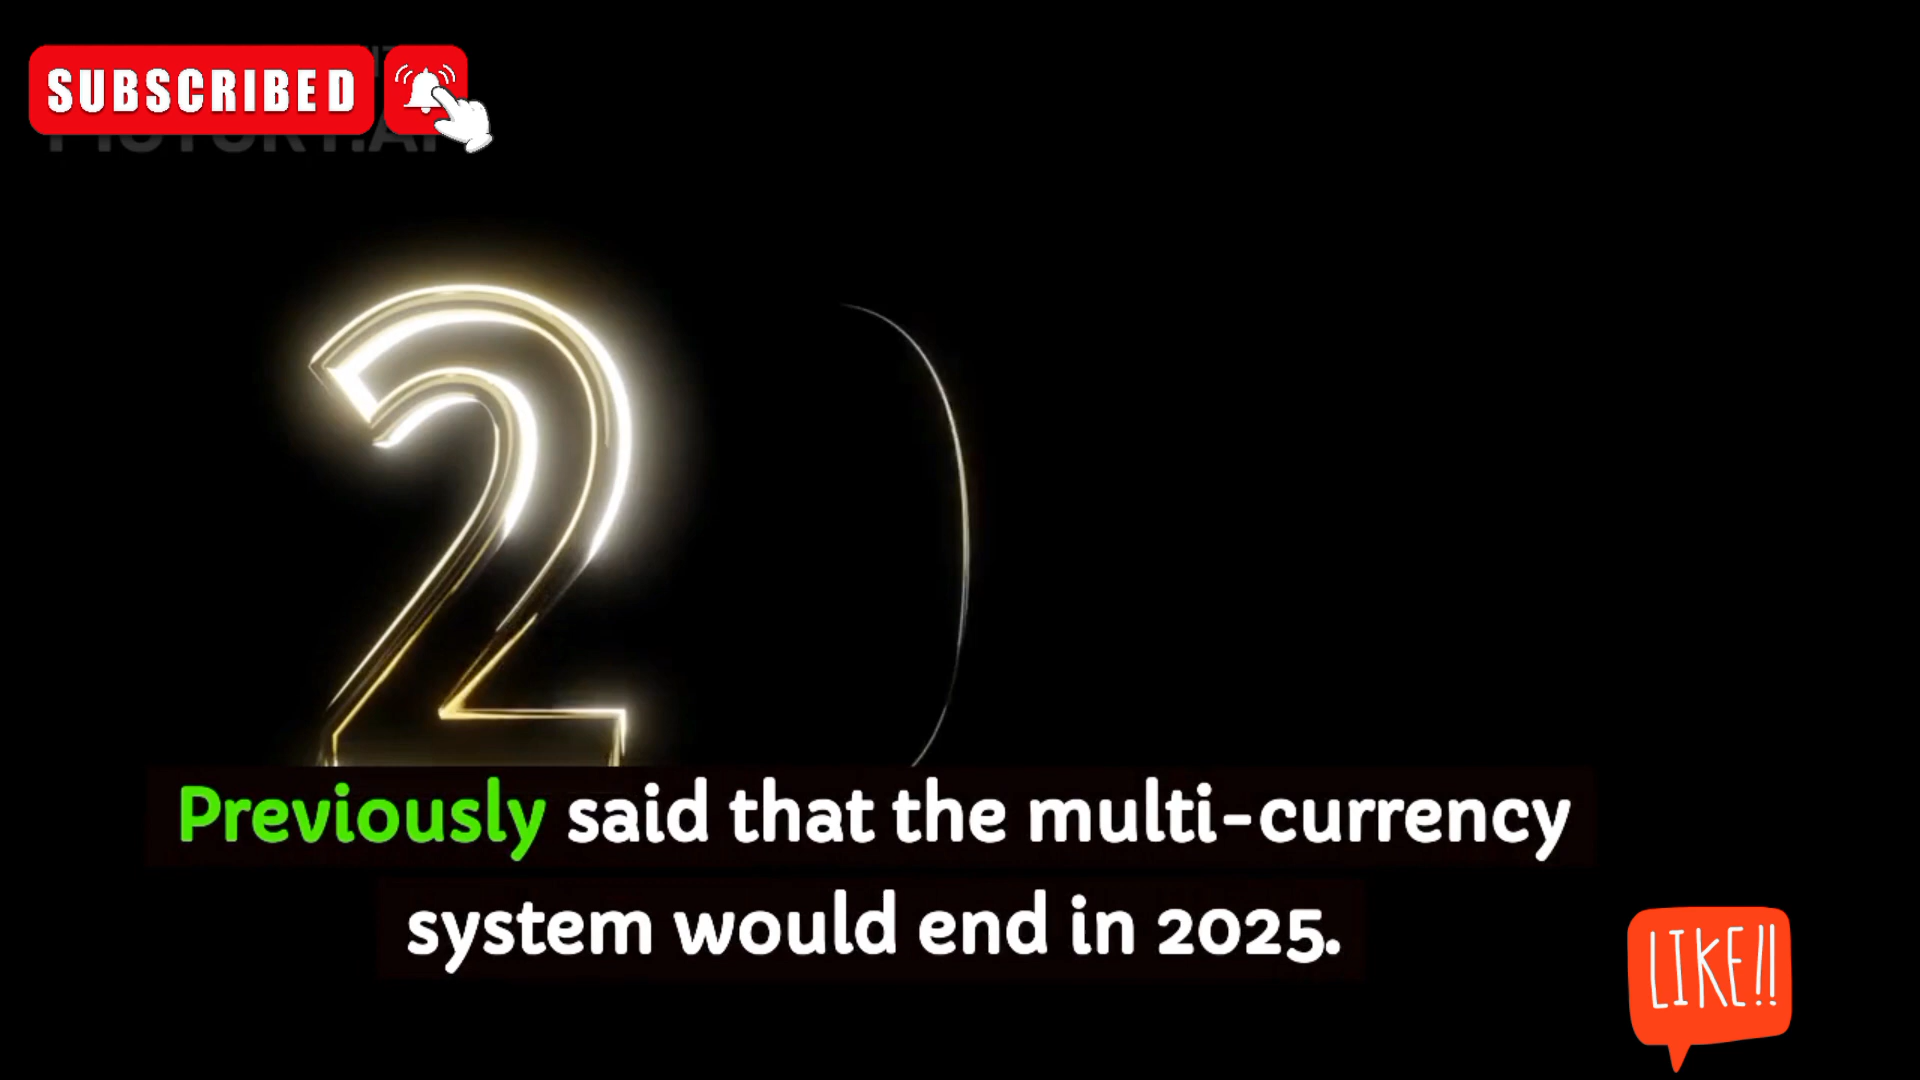 SUBSCRIBED
2
Previously said that the multi-currency
system would end in 2025.
LIKE!!